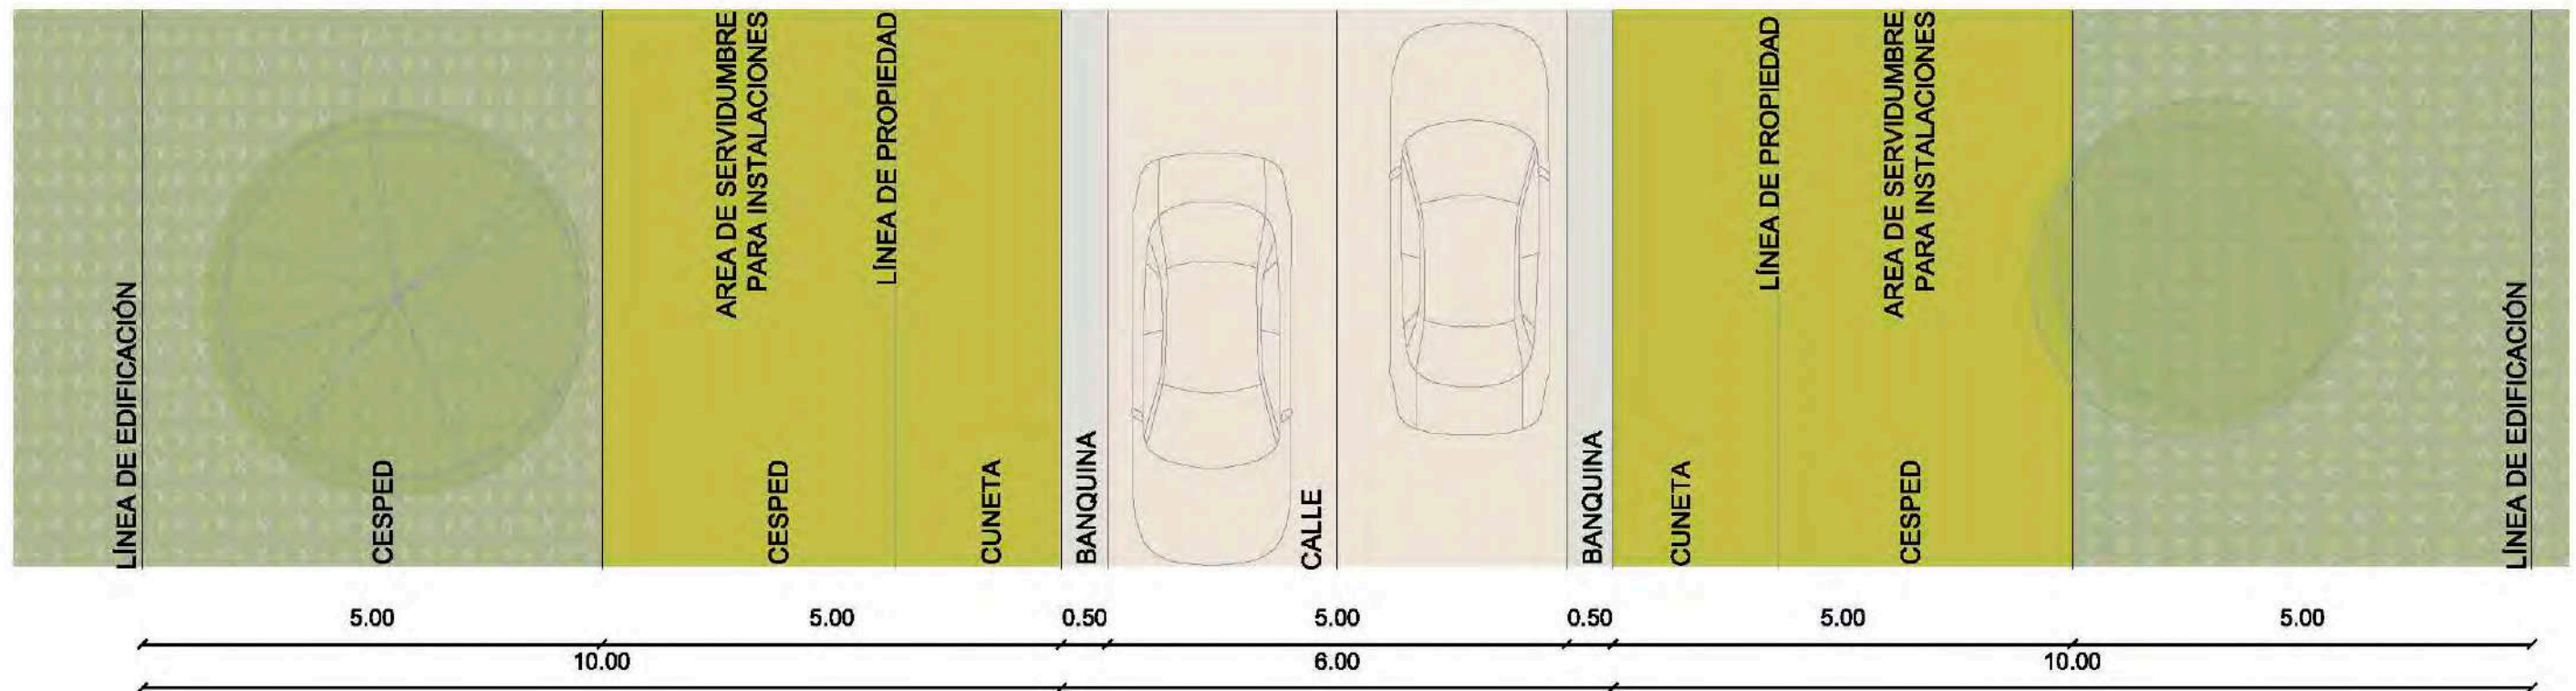 LÍNEA DE EDIFICACIÓN
CESPED
AREA DE SERVIDUMBRE
PARA INSTALACIONES
CESPED
LÍNEA DE PROPIEDAD
CUNETA
BANQUINA
CALLE
BANQUINA
CUNETA
LÍNEA DE PROPIEDAD
AREA DE SERVIDUMBRE
PARA INSTALACIONES
CESPED
LÍNEA DE EDIFICACIÓN
5.00 5.00 0.50 5.00 0.50 5.00 5.00
10.00 6.00 10.00